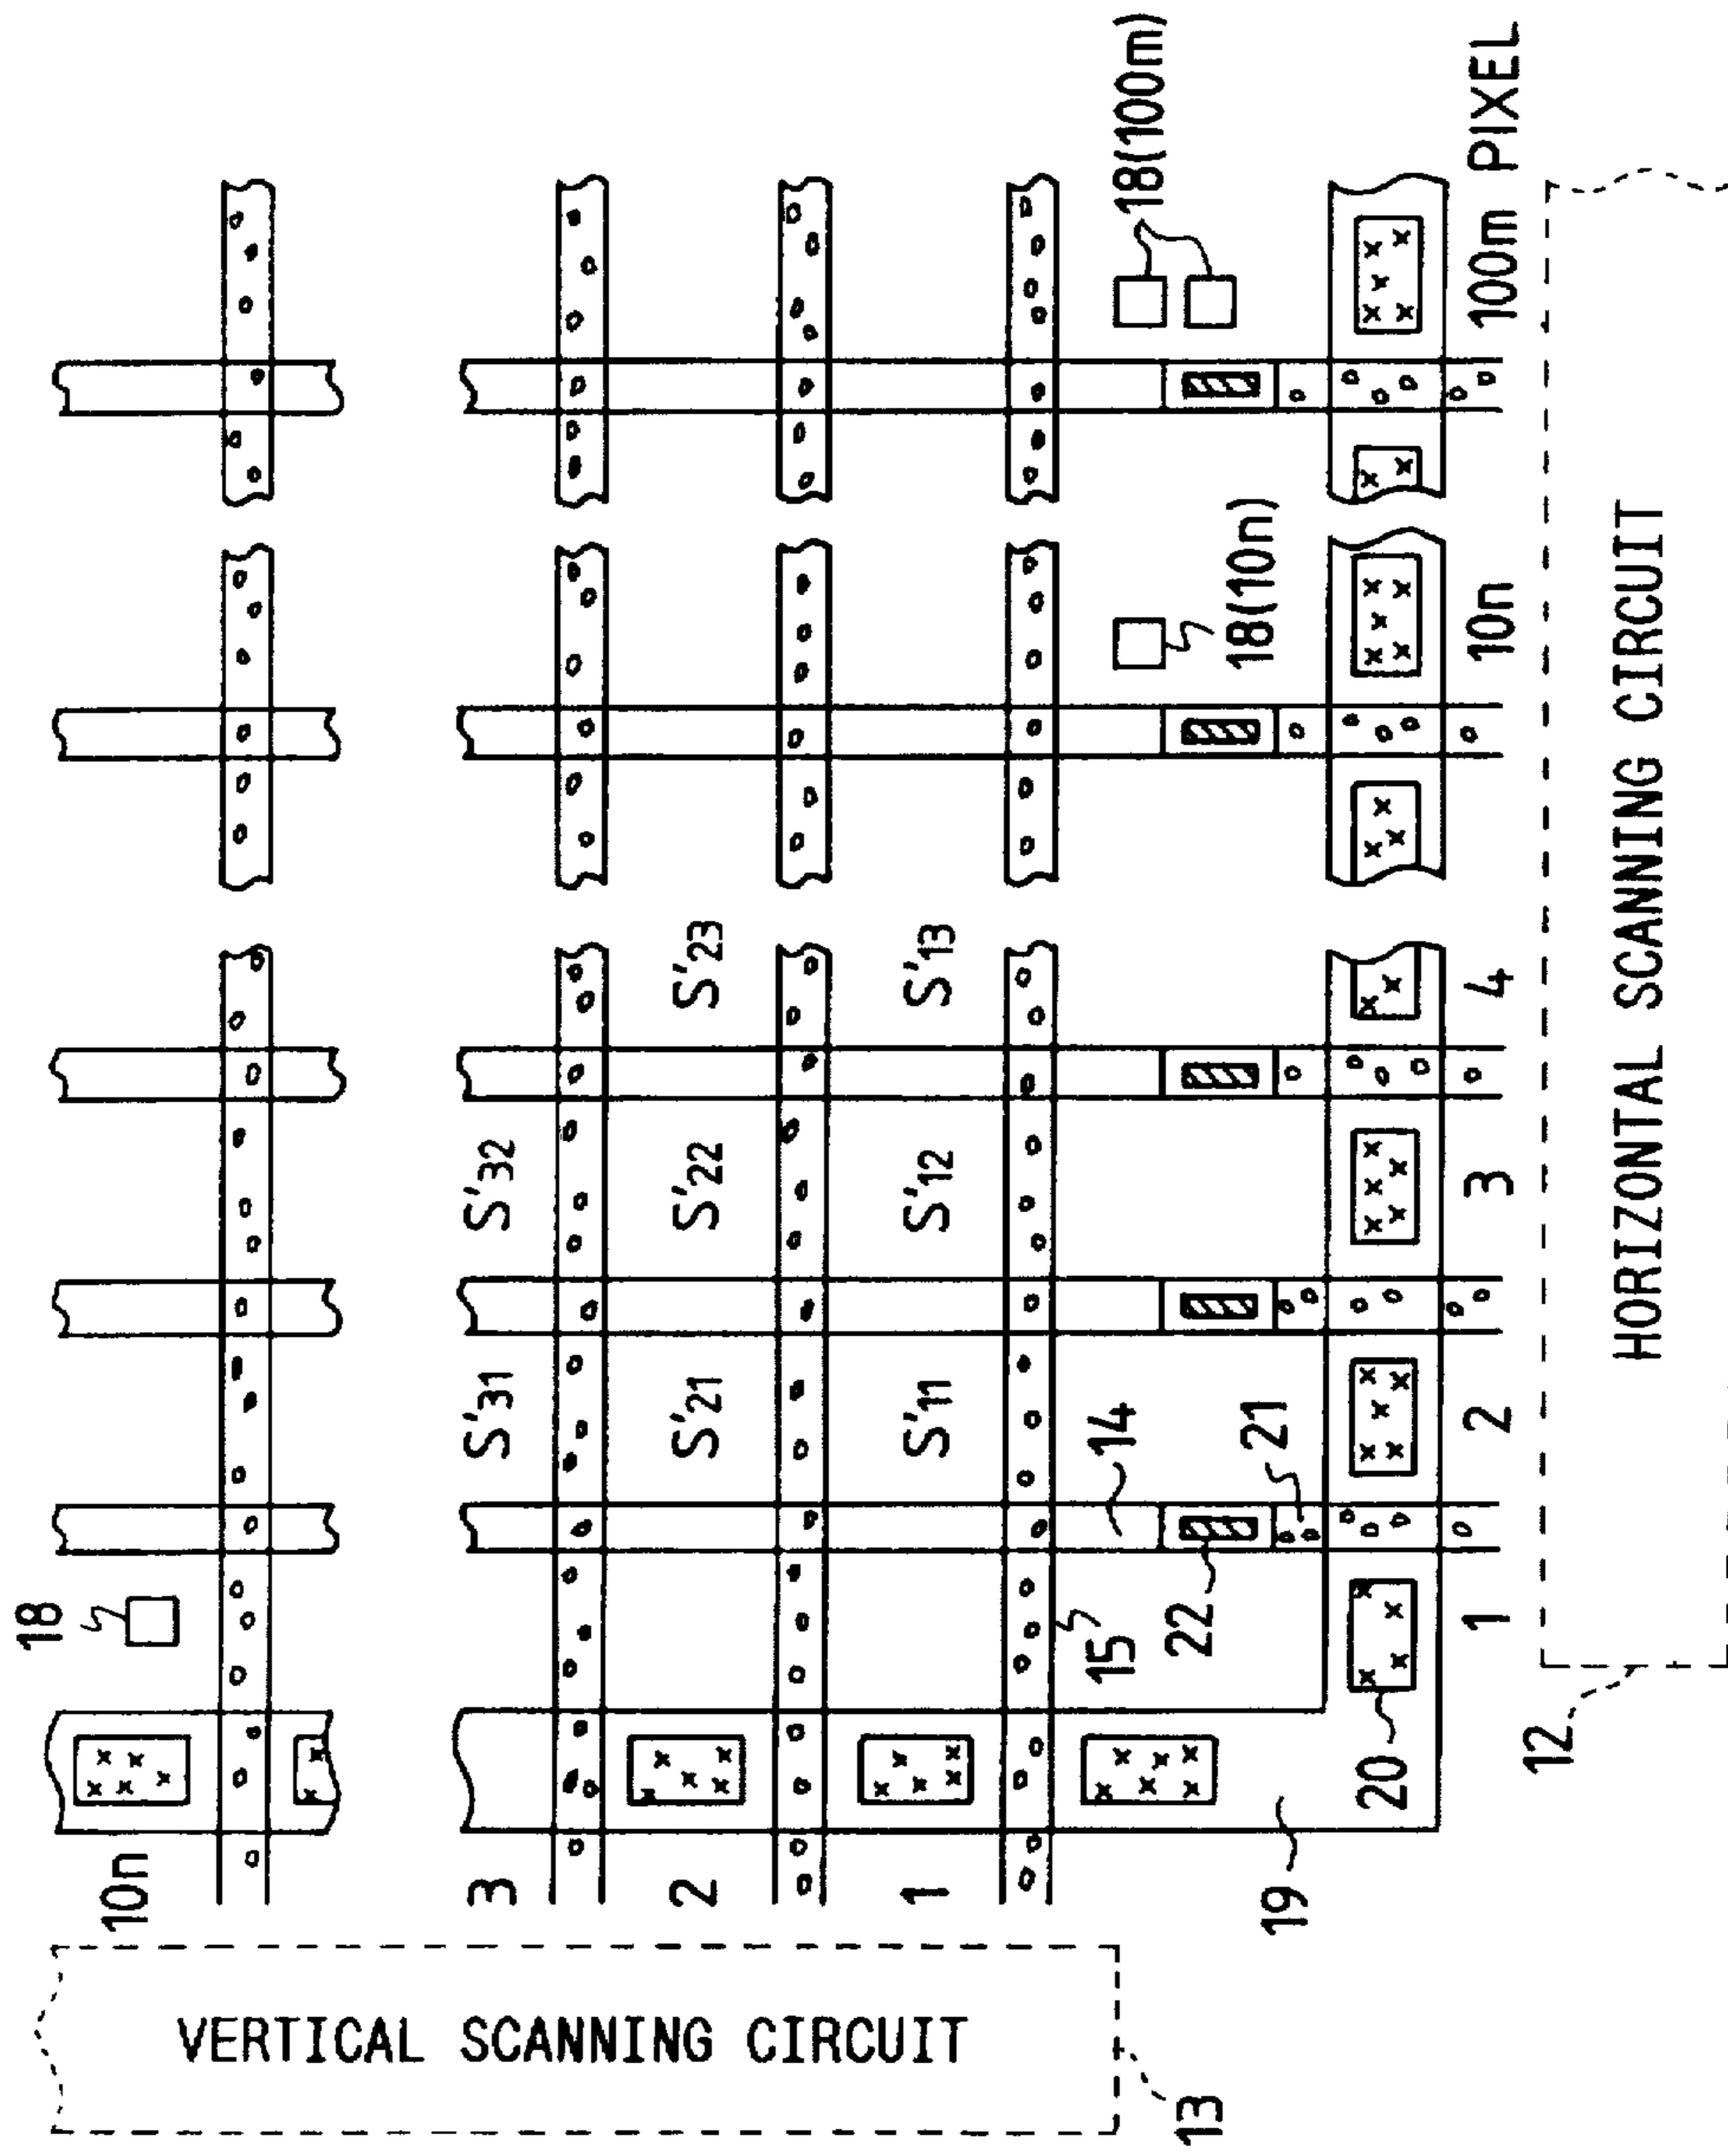 18
10n
3
2
1
VERTICAL SCANNING CIRCUIT
13
S'31
S'32
S'21
S'22
S'23
S'11
S'12
S'13
15
14
22
21
19
20
18(10n)
18(100m)
1
2
3
4
10n
100m PIXEL
12
HORIZONTAL SCANNING CIRCUIT